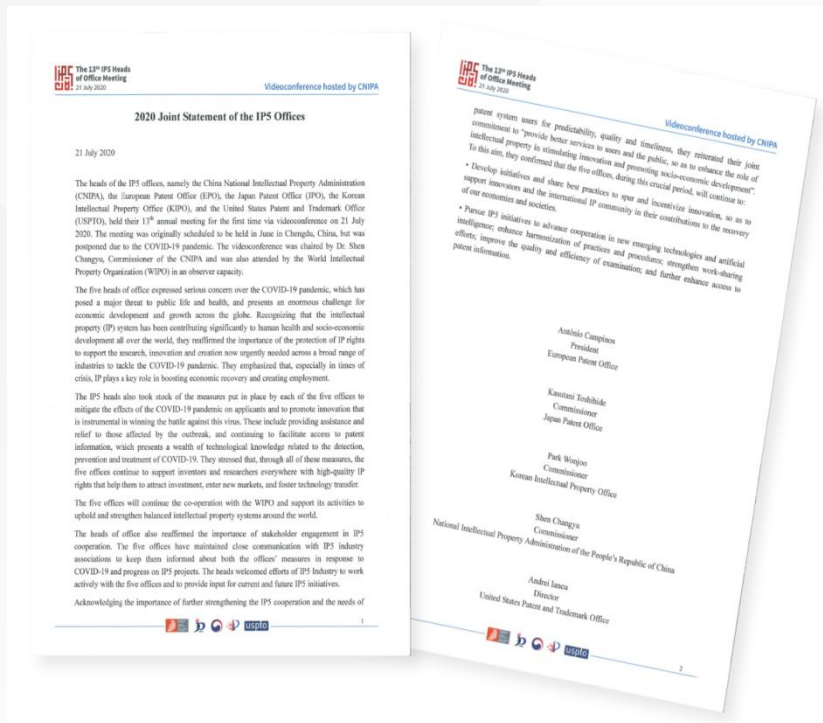 IP5
The 13th IP5 Heads
of Office Meeting
21 July 2020
Videoconference hosted by CNIPA
2020 Joint Statement of the IP5 Offices
21 July 2020
The heads of the IP5 offices, namely the China National Intellectual Property Administration
(CNIPA), the European Patent Office (EPO), the Japan Patent Office (JPO), the Korean
Intellectual Property Office (KIPO), and the United States Patent and Trademark Office
(USPTO), held their 13th annual meeting for the first time via videoconference on 21 July
2020. The meeting was originally scheduled to be held in June in Chengdu, China, but was
postponed due to the COVID-19 pandemic. The videoconference was chaired by Dr. Shen
Changyu, Commissioner of the CNIPA and was also attended by the World Intellectual
Property Organization (WIPO) in an observer capacity.
The five heads of office expressed serious concern over the COVID-19 pandemic, which has
posed a major threat to public life and health, and presents an enormous challenge for
economic development and growth across the globe. Recognizing that the intellectual
property (IP) system has been contributing significantly to human health and socio-economic
development all over the world, they reaffirmed the importance of the protection of IP rights
to support the research, innovation and creation now urgently needed across a broad range of
industries to tackle the COVID-19 pandemic. They emphasized that, especially in times of
crisis, IP plays a key role in boosting economic recovery and creating employment.
The IP5 heads also took stock of the measures put in place by each of the five offices to
mitigate the effects of the COVID-19 pandemic on applicants and to promote innovation that
is instrumental in winning the battle against this virus. These include providing assistance and
relief to those affected by the outbreak, and continuing to facilitate access to patent
information, which presents a wealth of technological knowledge related to the detection,
prevention and treatment of COVID-19. They stressed that, through all of these measures, the
five offices continue to support investors and researchers everywhere with high-quality IP
rights that help them to attract investment, enter new markets, and foster technology transfer.
The five offices will continue the co-operation with the WIPO and support its activities to
uphold and strengthen balanced intellectual property systems around the world.
The heads of office also reaffirmed the importance of stakeholder engagement in IP5
cooperation. The five offices have maintained close communication with IP5 industry
associations to keep them informed about both the offices' measures in response to
COVID-19 and progress on IP5 projects. The heads welcomed efforts of IP5 Industry to work
actively with the five offices and to provide input for current and future IP5 initiatives.
Acknowledging the importance of further strengthening the IP5 cooperation and the needs of
uspto
1
IP5
The 13th IP5 Heads
of Office Meeting
21 July 2020
Videoconference hosted by CNIPA
patent system users for predictability, quality and timeliness, they reiterated their joint
commitment to "provide better services to users and the public, so as to enhance the role of
intellectual property in stimulating innovation and promoting socio-economic development".
To this aim, they confirmed that the five offices, during this crucial period, will continue to:
• Develop initiatives and share best practices to spur and incentivize innovation, so as to
support innovators and the international IP community in their contributions to the recovery
of our economies and societies.
• Pursue IP5 initiatives to advance cooperation in new emerging technologies and artificial
intelligence; enhance harmonization of practices and procedures; strengthen work-sharing
efforts; improve the quality and efficiency of examination; and further enhance access to
patent information.
António Campinos
President
European Patent Office
Kasutani Toshihide
Commissioner
Japan Patent Office
Park Wonjoo
Commissioner
Korean Intellectual Property Office
Shen Changyu
Commissioner
National Intellectual Property Administration of the People's Republic of China
Andrei Iancu
Director
United States Patent and Trademark Office
uspto
2